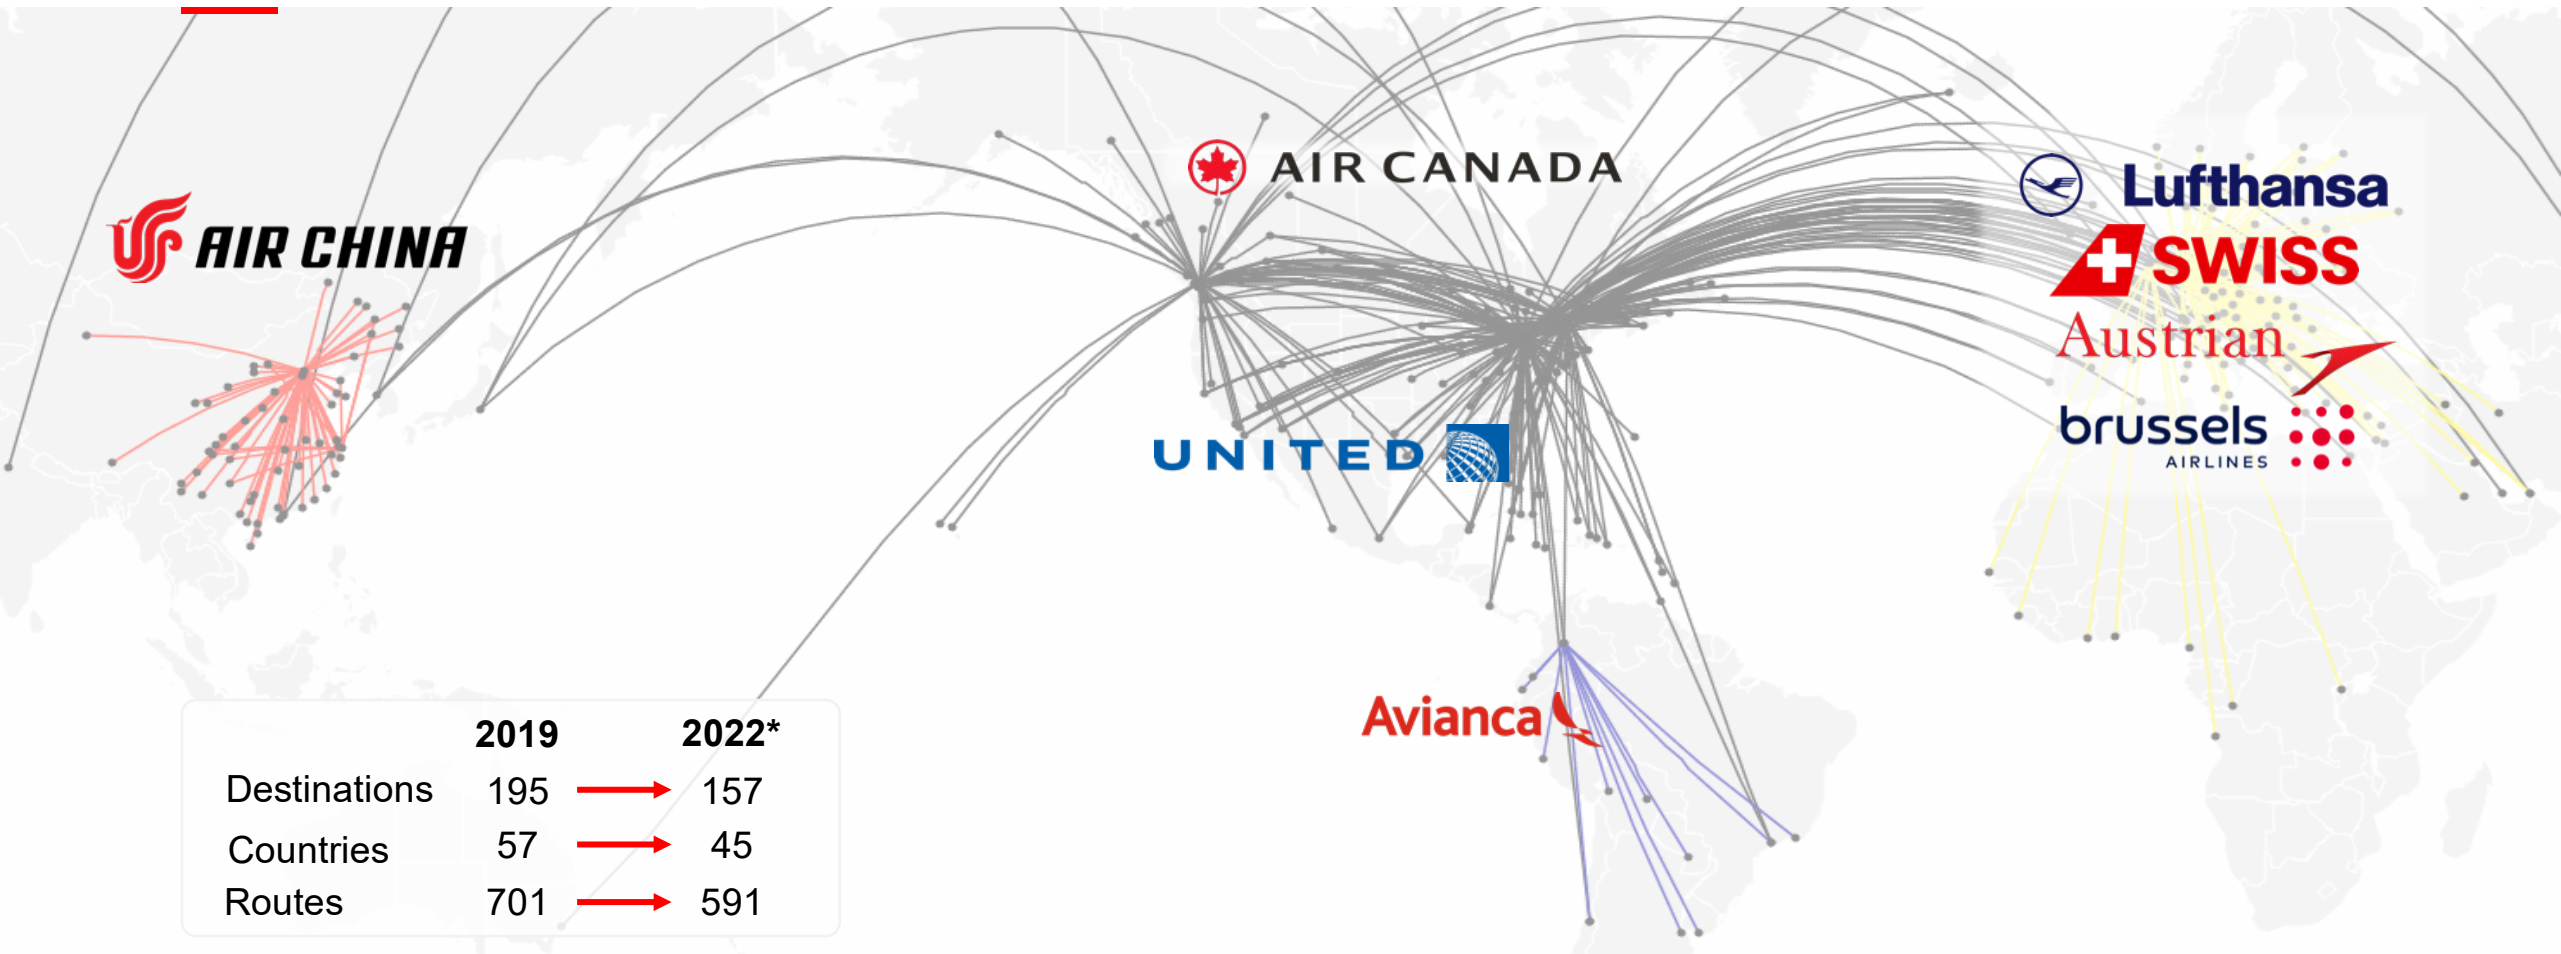 AIR CANADA
Lufthansa
AIR CHINA
SWISS
Austrian
brussels
AIRLINES
UNITED
Avianca
2019 2022*
Destinations 195 157
Countries 57 45
Routes 701 591